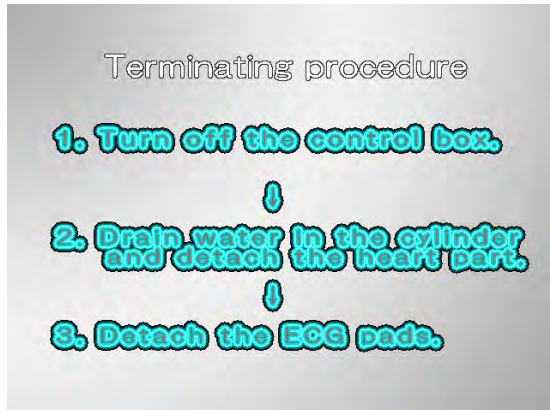 Terminating procedure
1. Turn off the control box.
⇩
2. Drain water in the cylinder
and detach the heart part.
⇩
3. Detach the ECG pads.